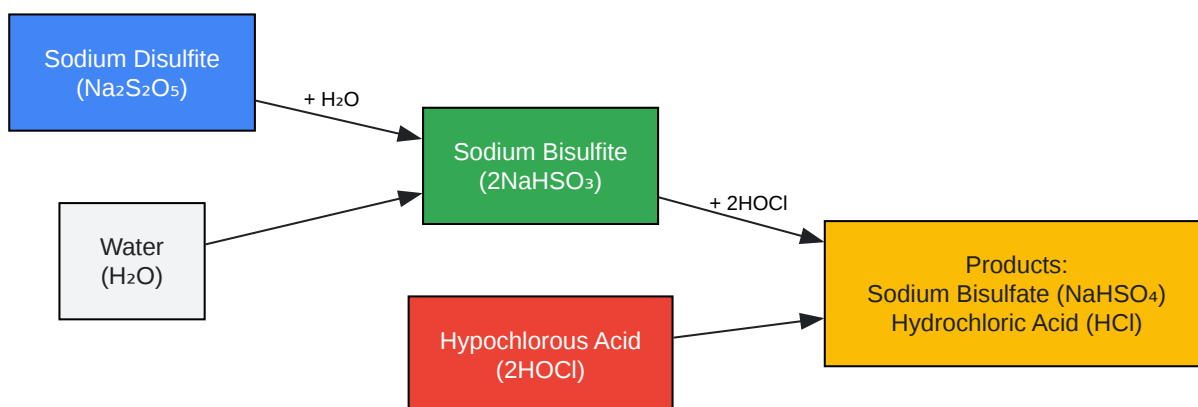 Sodium Disulfite
(Na₂S₂O₅)
+ H₂O
Water
(H₂O)
Sodium Bisulfite
(2NaHSO₃)
+ 2HOCl
Hypochlorous Acid
(2HOCl)
Products:
Sodium Bisulfate (NaHSO₄)
Hydrochloric Acid (HCl)